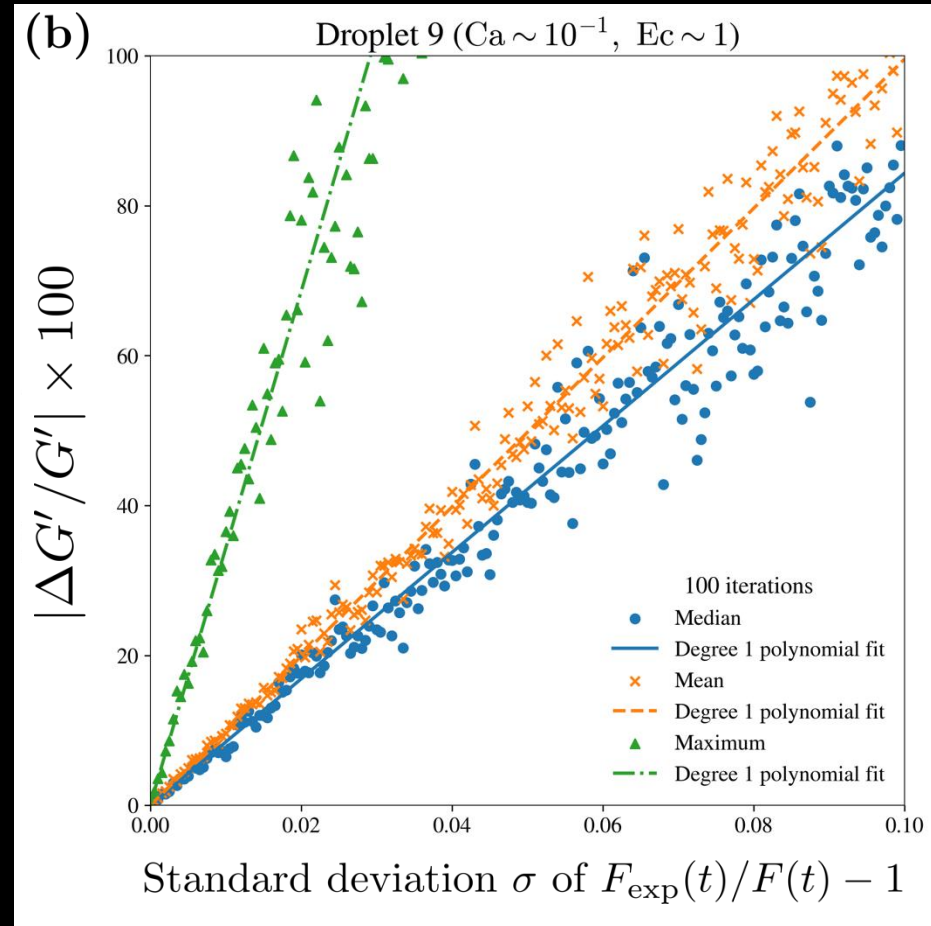 (b)
Droplet 9 (Ca ~ 10⁻¹, Ec ~ 1)
100
80
60
40
20
0
|ΔG′/G′| × 100
100 iterations
Median
Degree 1 polynomial fit
Mean
Degree 1 polynomial fit
Maximum
Degree 1 polynomial fit
0.00 0.02 0.04 0.06 0.08 0.10
Standard deviation σ of F_exp(t)/F(t) − 1